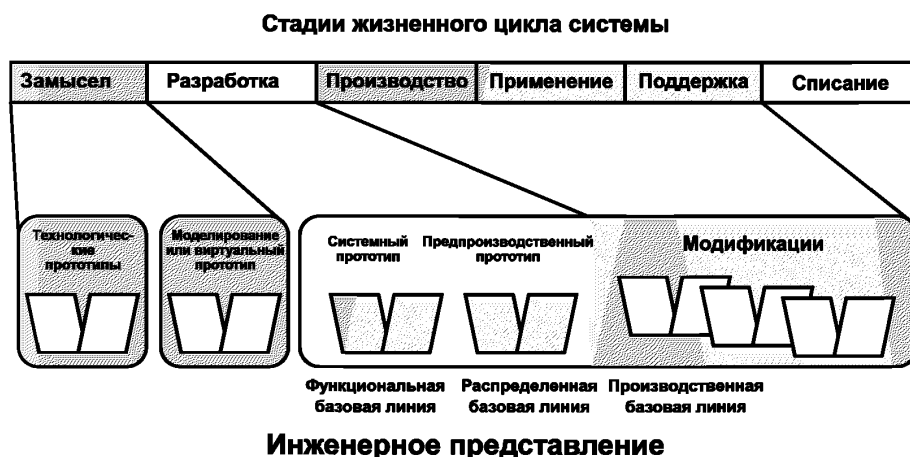 Стадии жизненного цикла системы
Замысел
Разработка
Производство
Применение
Поддержка
Списание
Технологичес-
кие
прототипы
Моделирование
или виртуальный
прототип
Системный
прототип
Предпроизводственный
прототип
Модификации
Функциональная
базовая линия
Распределенная
базовая линия
Производственная
базовая линия
Инженерное представление